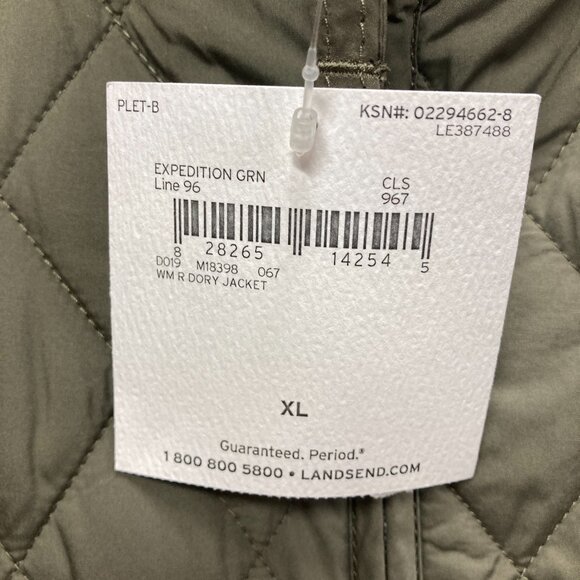 PLET-B
KSN#: 02294662-8
LE387488
EXPEDITION GRN
Line 96
CLS
967
8 28265 14254 5
D019 M18398 067
WM R DORY JACKET
XL
Guaranteed. Period.®
1 800 800 5800 • LANDSEND.COM